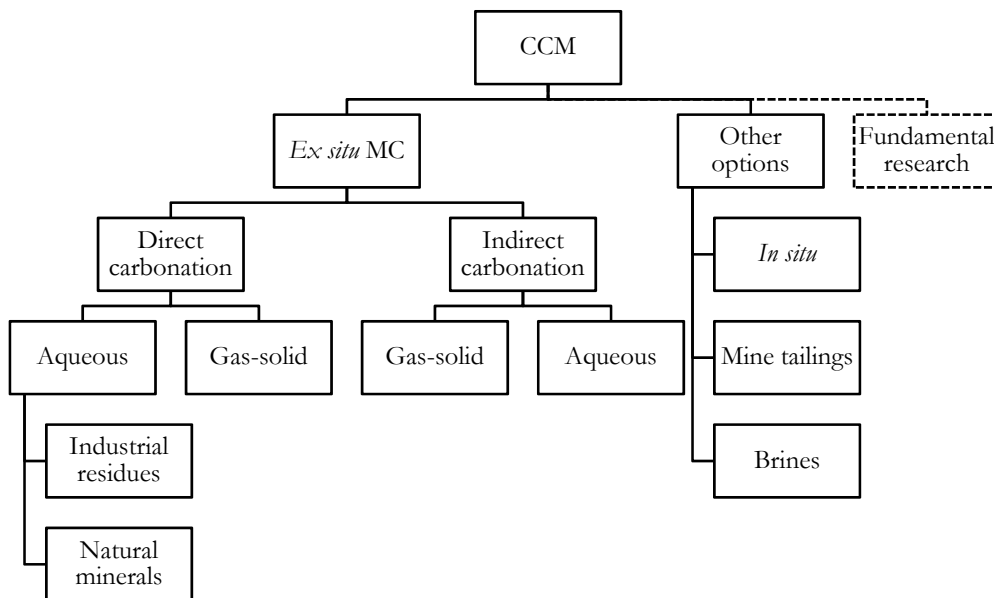 CCM
Ex situ MC
Other
options
Fundamental
research
Direct
carbonation
Indirect
carbonation
In situ
Aqueous
Gas-solid
Gas-solid
Aqueous
Mine tailings
Industrial
residues
Brines
Natural
minerals